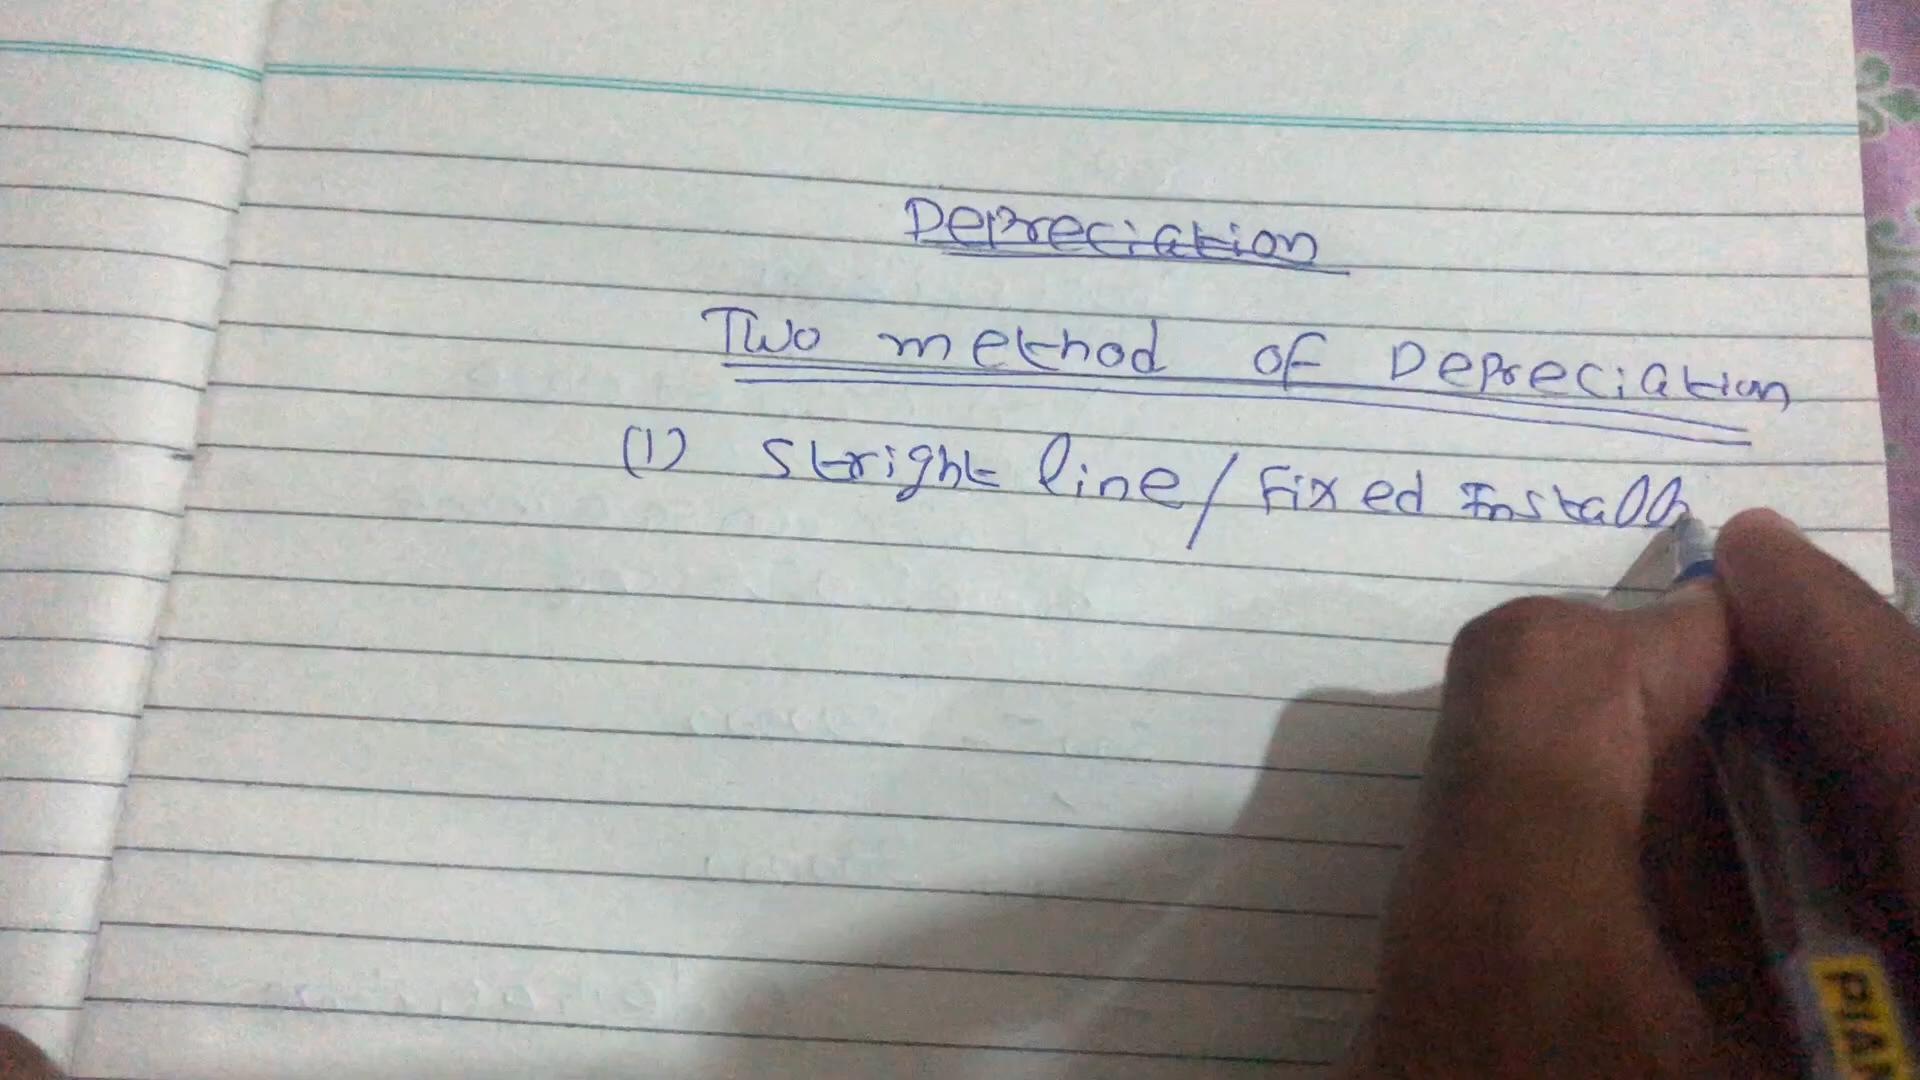 Depreciation
Two method of Depreciation
(1) Stright line / Fixed Install